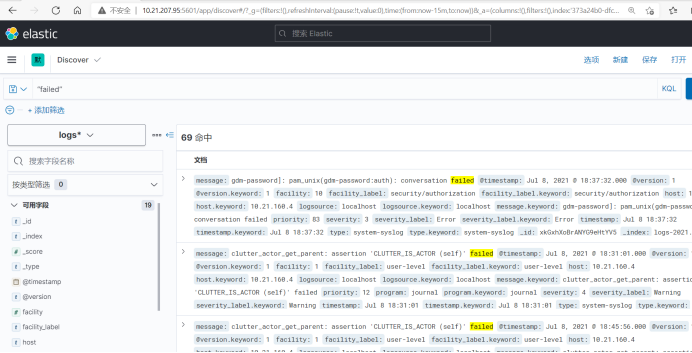 不安全 | 10.21.207.95:5601/app/discover#/?_g=(filters:!(),refreshInterval:(pause:!t,value:0),time:(from:now-15m,to:now))&_a=(columns:!(),filters:!(),index:'373a24b0-dfc...
elastic
搜索 Elastic
默 Discover 选项 新建 保存 打开
"failed" KQL
+ 添加筛选
logs*
69 命中
搜索字段名称
文档
按类型筛选 0
可用字段 19
_id
_index
_score
_type
@timestamp
@version
facility
facility_label
host
message: gdm-password]: pam_unix(gdm-password:auth): conversation failed @timestamp: Jul 8, 2021 @ 18:37:32.000 @version: 1
@version.keyword: 1 facility: 10 facility_label: security/authorization facility_label.keyword: security/authorization host: 1
host.keyword: 10.21.160.4 logsource: localhost logsource.keyword: localhost message.keyword: gdm-password]: pam_unix(gdm-passwo
conversation failed priority: 83 severity: 3 severity_label: Error severity_label.keyword: Error timestamp: Jul 8 18:37:32
timestamp.keyword: Jul 8 18:37:32 type: system-syslog type.keyword: system-syslog _id: xkGxhXoBrANYG9eHtYV5 _index: logs-2021.
message: clutter_actor_get_parent: assertion 'CLUTTER_IS_ACTOR (self)' failed @timestamp: Jul 8, 2021 @ 18:31:01.000 @version:
@version.keyword: 1 facility: 1 facility_label: user-level facility_label.keyword: user-level host: 10.21.160.4
host.keyword: 10.21.160.4 logsource: localhost logsource.keyword: localhost message.keyword: clutter_actor_get_parent: asserti
'CLUTTER_IS_ACTOR (self)' failed priority: 12 program: journal program.keyword: journal severity: 4 severity_label: Warning
severity_label.keyword: Warning timestamp: Jul 8 18:31:01 timestamp.keyword: Jul 8 18:31:01 type: system-syslog type.keyword:
message: clutter_actor_get_parent: assertion 'CLUTTER_IS_ACTOR (self)' failed @timestamp: Jul 8, 2021 @ 18:45:56.000 @version:
@version.keyword: 1 facility: 1 facility_label: user-level facility_label.keyword: user-level host: 10.21.160.4